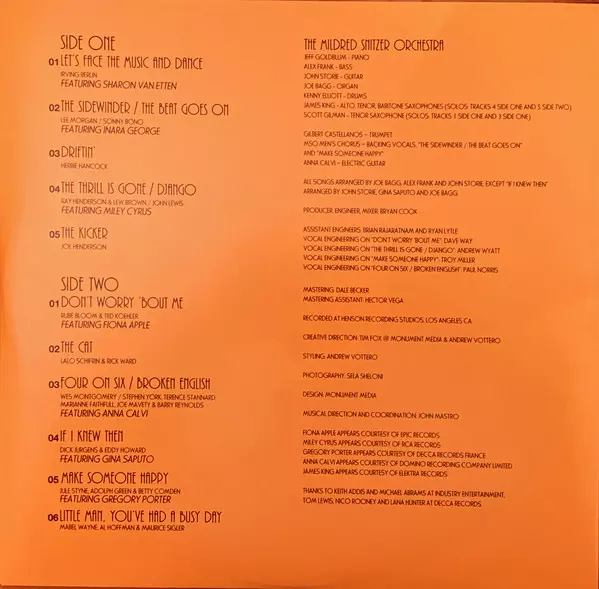 SIDE ONE
01 LET'S FACE THE MUSIC AND DANCE
IRVING BERLIN
FEATURING SHARON VAN ETTEN
02 THE SIDEWINDER / THE BEAT GOES ON
LEE MORGAN / SONNY BONO
FEATURING INARA GEORGE
03 DRIFTIN'
HERBIE HANCOCK
04 THE THRILL IS GONE / DJANGO
RAY HENDERSON & LEW BROWN / JOHN LEWIS
FEATURING MILEY CYRUS
05 THE KICKER
JOE HENDERSON
SIDE TWO
01 DON'T WORRY 'BOUT ME
RUBE BLOOM & TED KOEHLER
FEATURING FIONA APPLE
02 THE CAT
LALO SCHIFRIN & RICK WARD
03 FOUR ON SIX / BROKEN ENGLISH
WES MONTGOMERY / STEPHEN YORK, TERENCE STANNARD
MARIANNE FAITHFULL, JOE MAVETY & BARRY REYNOLDS
FEATURING ANNA CALVI
04 IF I KNEW THEN
DICK JURGENS & EDDY HOWARD
FEATURING GINA SAPUTO
05 MAKE SOMEONE HAPPY
JULE STYNE, ADOLPH GREEN & BETTY COMDEN
FEATURING GREGORY PORTER
06 LITTLE MAN, YOU'VE HAD A BUSY DAY
MABEL WAYNE, AL HOFFMAN & MAURICE SIGLER
THE MILDRED SNITZER ORCHESTRA
JEFF GOLDBLUM - PIANO
ALEX FRANK - BASS
JOHN STORIE - GUITAR
JOE BAGG - ORGAN
KENNY ELLIOTT - DRUMS
JAMES KING - ALTO, TENOR, BARITONE SAXOPHONES (SOLOS: TRACKS 4 SIDE ONE AND 5 SIDE TWO)
SCOTT GILMAN - TENOR SAXOPHONE (SOLOS: TRACKS 1 SIDE ONE AND 3 SIDE ONE)
GILBERT CASTELLANOS – TRUMPET
MSO MEN'S CHORUS – BACKING VOCALS, "THE SIDEWINDER / THE BEAT GOES ON"
AND "MAKE SOMEONE HAPPY"
ANNA CALVI – ELECTRIC GUITAR
ALL SONGS ARRANGED BY JOE BAGG, ALEX FRANK AND JOHN STORIE, EXCEPT "IF I KNEW THEN"
ARRANGED BY JOHN STORIE, GINA SAPUTO AND JOE BAGG.
PRODUCER, ENGINEER, MIXER: BRYAN COOK
ASSISTANT ENGINEERS: BRIAN RAJARATNAM AND RYAN LYTLE
VOCAL ENGINEERING ON "DON'T WORRY 'BOUT ME": DAVE WAY
VOCAL ENGINEERING ON "THE THRILL IS GONE / DJANGO": ANDREW WYATT
VOCAL ENGINEERING ON "MAKE SOMEONE HAPPY": TROY MILLER
VOCAL ENGINEERING ON "FOUR ON SIX / BROKEN ENGLISH": PAUL NORRIS
MASTERING: DALE BECKER
MASTERING ASSISTANT: HECTOR VEGA
RECORDED AT HENSON RECORDING STUDIOS, LOS ANGELES CA
CREATIVE DIRECTION: TIM FOX @ MONUMENT MEDIA & ANDREW VOTTERO
STYLING: ANDREW VOTTERO
PHOTOGRAPHY: SELA SHELONI
DESIGN: MONUMENT MEDIA
MUSICAL DIRECTION AND COORDINATION: JOHN MASTRO
FIONA APPLE APPEARS COURTESY OF EPIC RECORDS
MILEY CYRUS APPEARS COURTESY OF RCA RECORDS
GREGORY PORTER APPEARS COURTESY OF DECCA RECORDS FRANCE
ANNA CALVI APPEARS COURTESY OF DOMINO RECORDING COMPANY LIMITED
JAMES KING APPEARS COURTESY OF ELEKTRA RECORDS
THANKS TO KEITH ADDIS AND MICHAEL ABRAMS AT INDUSTRY ENTERTAINMENT,
TOM LEWIS, NICO ROONEY AND LANA HUNTER AT DECCA RECORDS